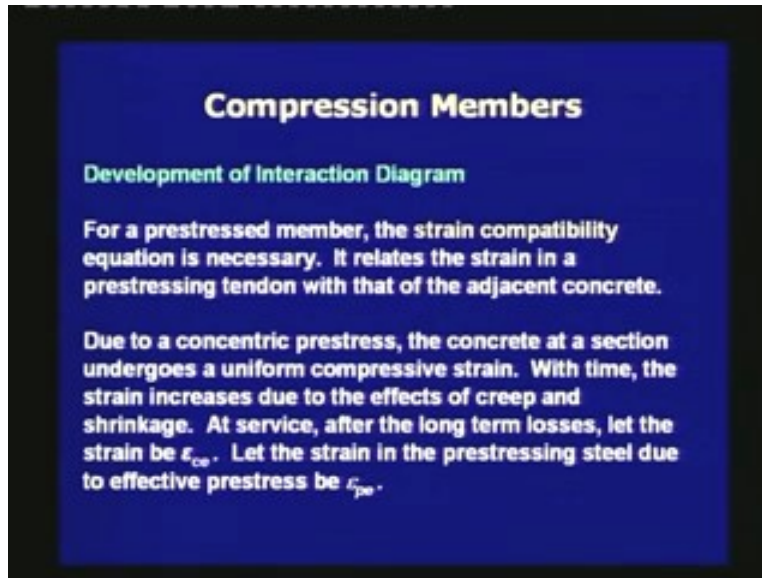 Compression Members
Development of Interaction Diagram
For a prestressed member, the strain compatibility
equation is necessary. It relates the strain in a
prestressing tendon with that of the adjacent concrete.
Due to a concentric prestress, the concrete at a section
undergoes a uniform compressive strain. With time, the
strain increases due to the effects of creep and
shrinkage. At service, after the long term losses, let the
strain be εce. Let the strain in the prestressing steel due
to effective prestress be εpe.